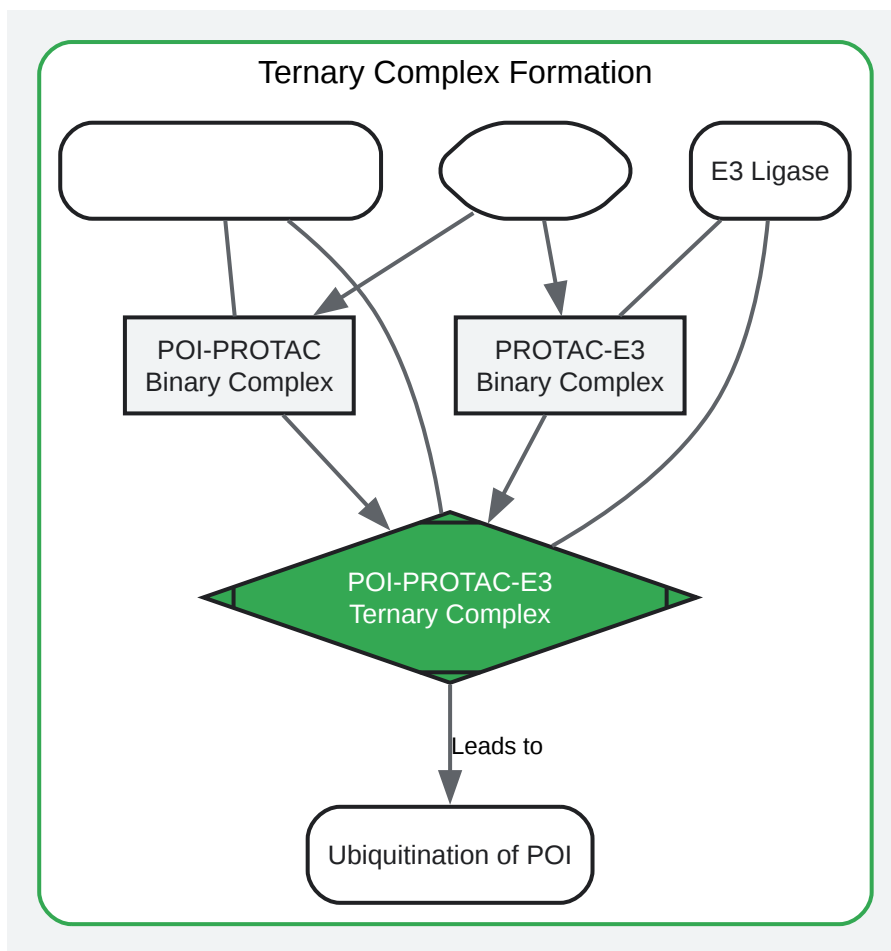 Ternary Complex Formation
E3 Ligase
POI-PROTAC
Binary Complex
PROTAC-E3
Binary Complex
POI-PROTAC-E3
Ternary Complex
Leads to
Ubiquitination of POI